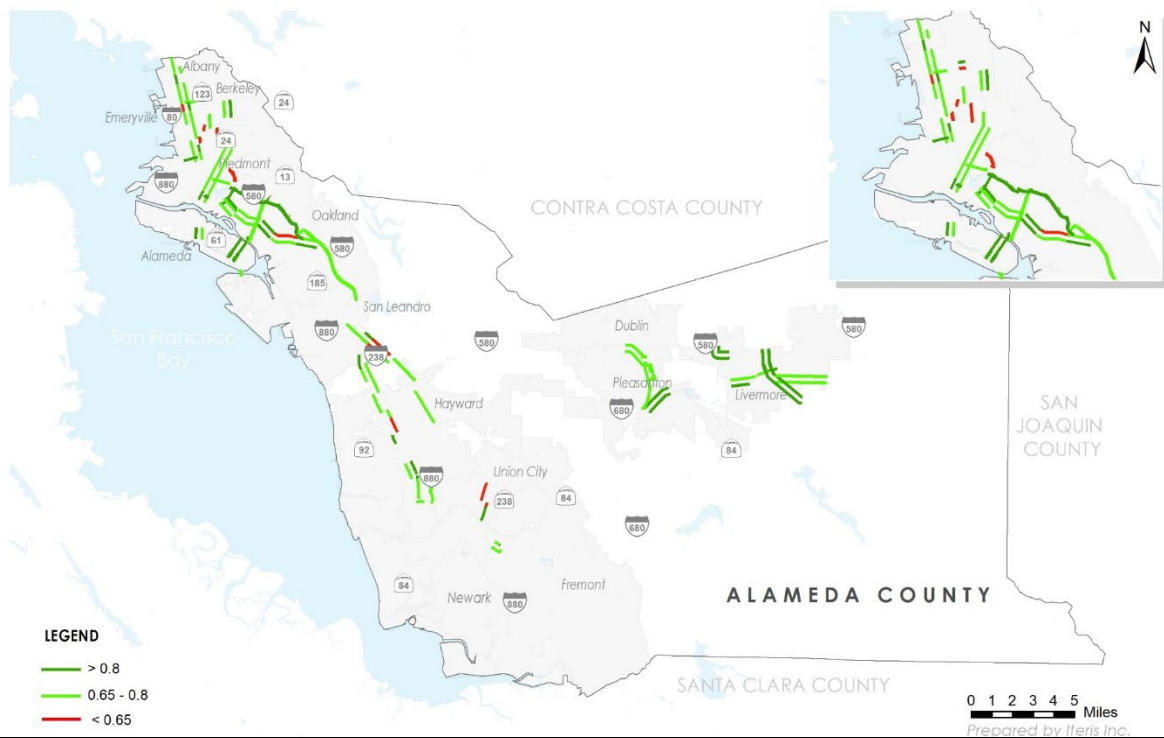 N
Albany
123
Berkeley
24
Emeryville
80
24
Piedmont
880
13
580
CONTRA COSTA COUNTY
Oakland
61
580
Alameda
185
San Leandro
San Francisco
Bay
880
580
Dublin
580
580
238
Pleasanton
Livermore
Hayward
680
SAN
JOAQUIN
COUNTY
92
84
Union City
880
238
84
680
84
Newark
880
Fremont
ALAMEDA COUNTY
LEGEND
> 0.8
0.65 - 0.8
< 0.65
SANTA CLARA COUNTY
0 1 2 3 4 5
Miles
Prepared by Iteris Inc.